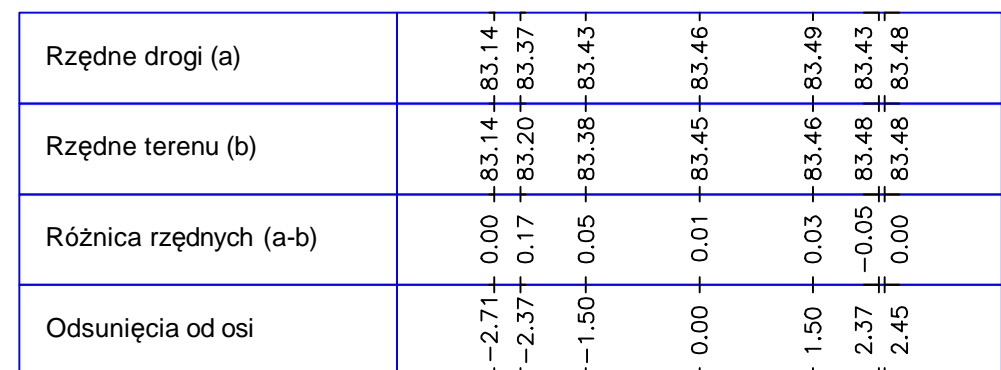 Rzędne drogi (a) 83.14 83.37 83.43 83.46 83.49 83.43 83.48
Rzędne terenu (b) 83.14 83.20 83.38 83.45 83.46 83.48 83.48
Różnica rzędnych (a-b) 0.00 0.17 0.05 0.01 0.03 -0.05 0.00
Odsunięcia od osi -2.71 -2.37 -1.50 0.00 1.50 2.37 2.45